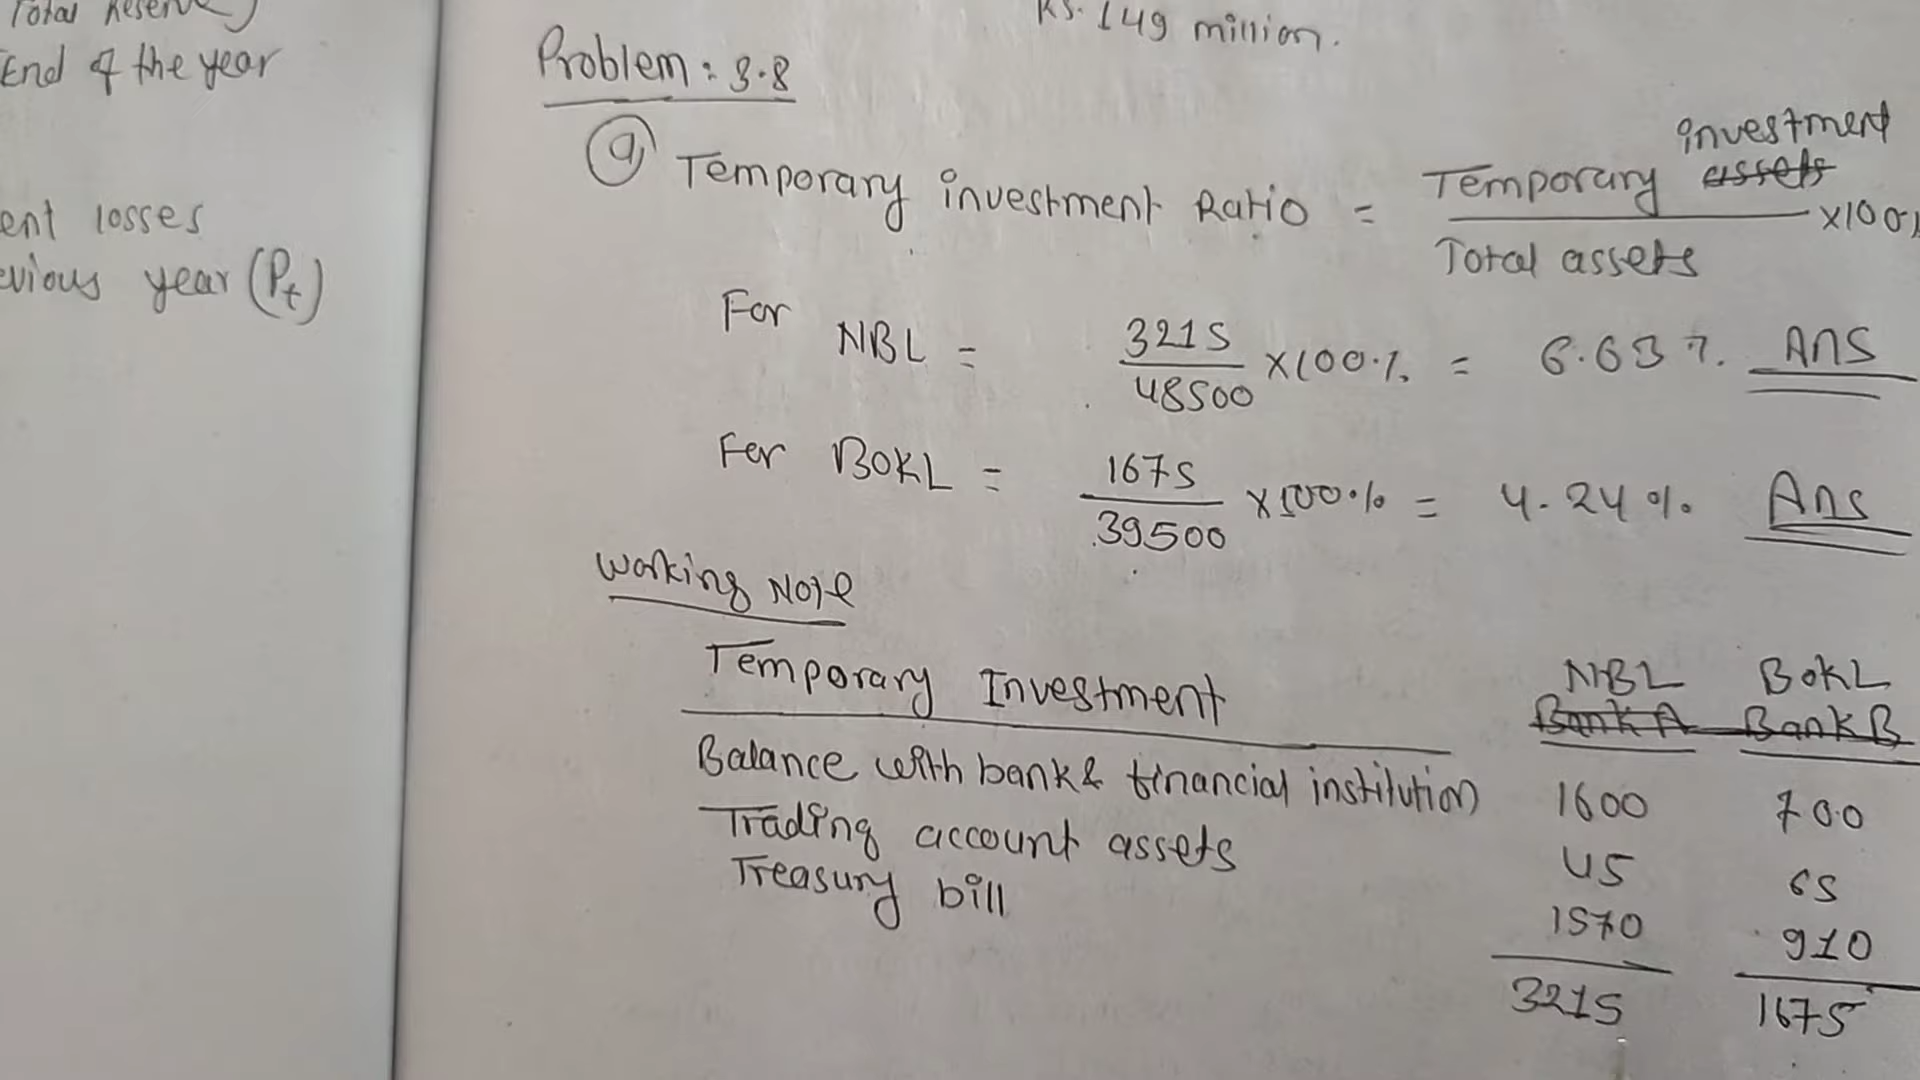 Total Reserve
End of the year
ent losses
evious year (Pt)
Rs. 149 million.
Problem : 3.8
a) Temporary investment Ratio = Temporary assets investment / Total assets ×100%
For NBL = 3215 / 48500 ×100% = 6.63% Ans
For BOKL = 1675 / 39500 ×100% = 4.24% Ans
Working Note
Temporary Investment NBL BOKL
Bank A Bank B
Balance with bank & financial institution 1600 700
Trading account assets 45 65
Treasury bill 1570 910
3215 1675